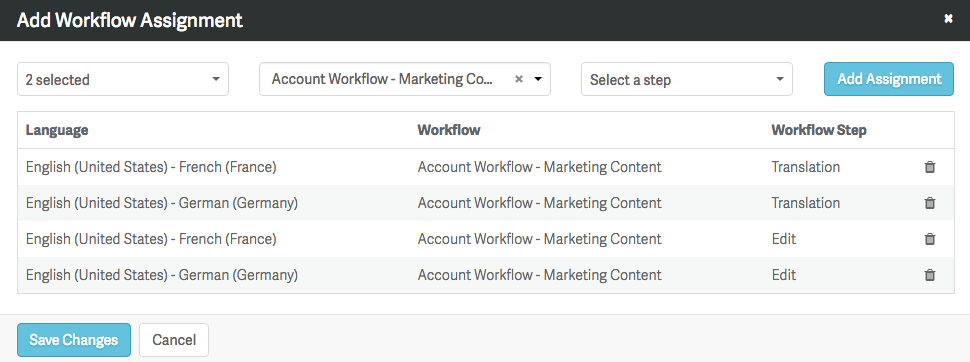 Add Workflow Assignment
2 selected Account Workflow - Marketing Co... Select a step Add Assignment
Language Workflow Workflow Step
English (United States) - French (France) Account Workflow - Marketing Content Translation
English (United States) - German (Germany) Account Workflow - Marketing Content Translation
English (United States) - French (France) Account Workflow - Marketing Content Edit
English (United States) - German (Germany) Account Workflow - Marketing Content Edit
Save Changes Cancel